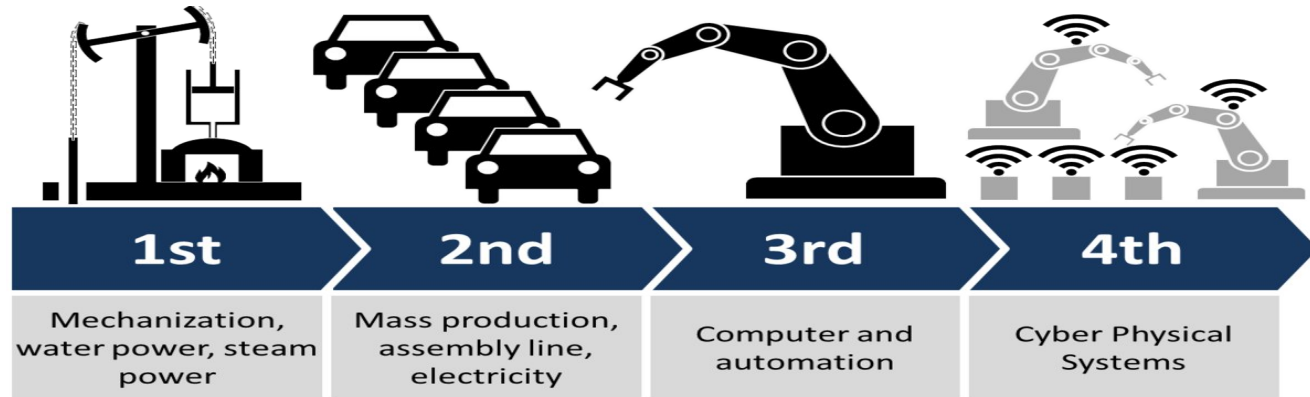 1st
2nd
3rd
4th
Mechanization,
water power, steam
power
Mass production,
assembly line,
electricity
Computer and
automation
Cyber Physical
Systems